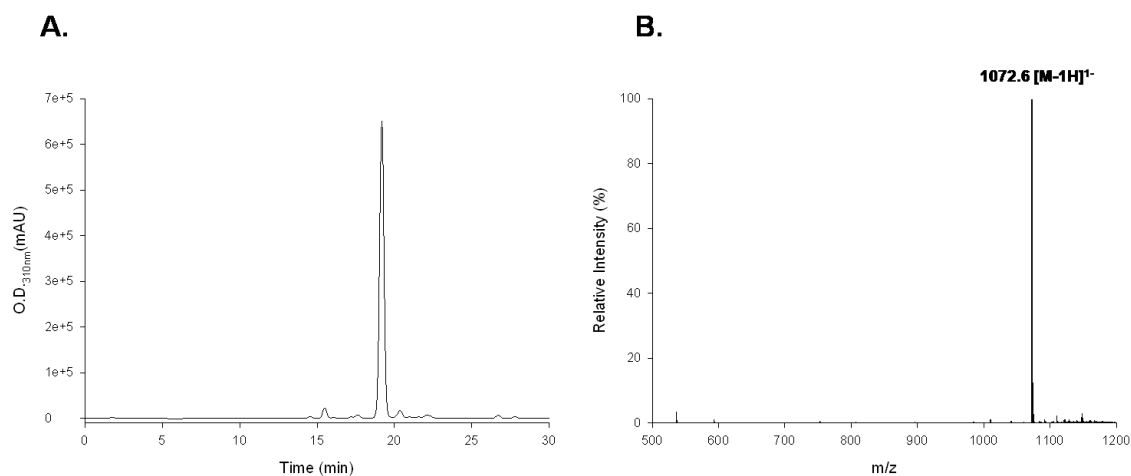 A.
7e+5
6e+5
5e+5
4e+5
3e+5
2e+5
1e+5
0
O.D.310nm(mAU)
0 5 10 15 20 25 30
Time (min)
B.
1072.6 [M-1H]1-
100
80
60
40
20
0
Relative Intensity (%)
500 600 700 800 900 1000 1100 1200
m/z